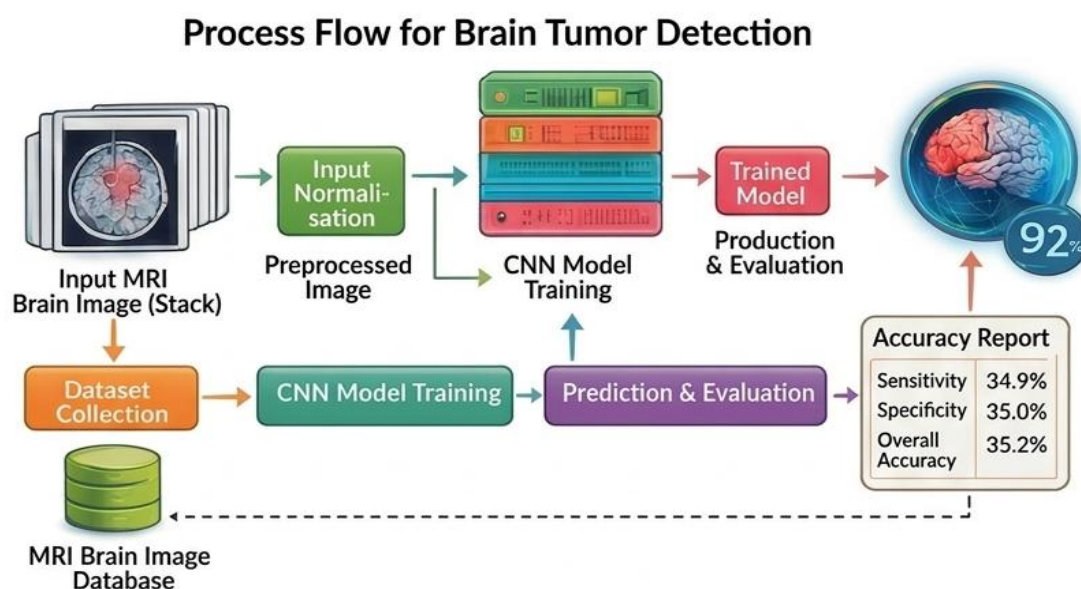 Process Flow for Brain Tumor Detection
Input MRI
Brain Image (Stack)
Input
Normali-
sation
Preprocessed
Image
CNN Model
Training
Trained
Model
Production
& Evaluation
92%
Dataset
Collection
CNN Model Training
Prediction & Evaluation
Accuracy Report
Sensitivity 34.9%
Specificity 35.0%
Overall
Accuracy 35.2%
MRI Brain Image
Database